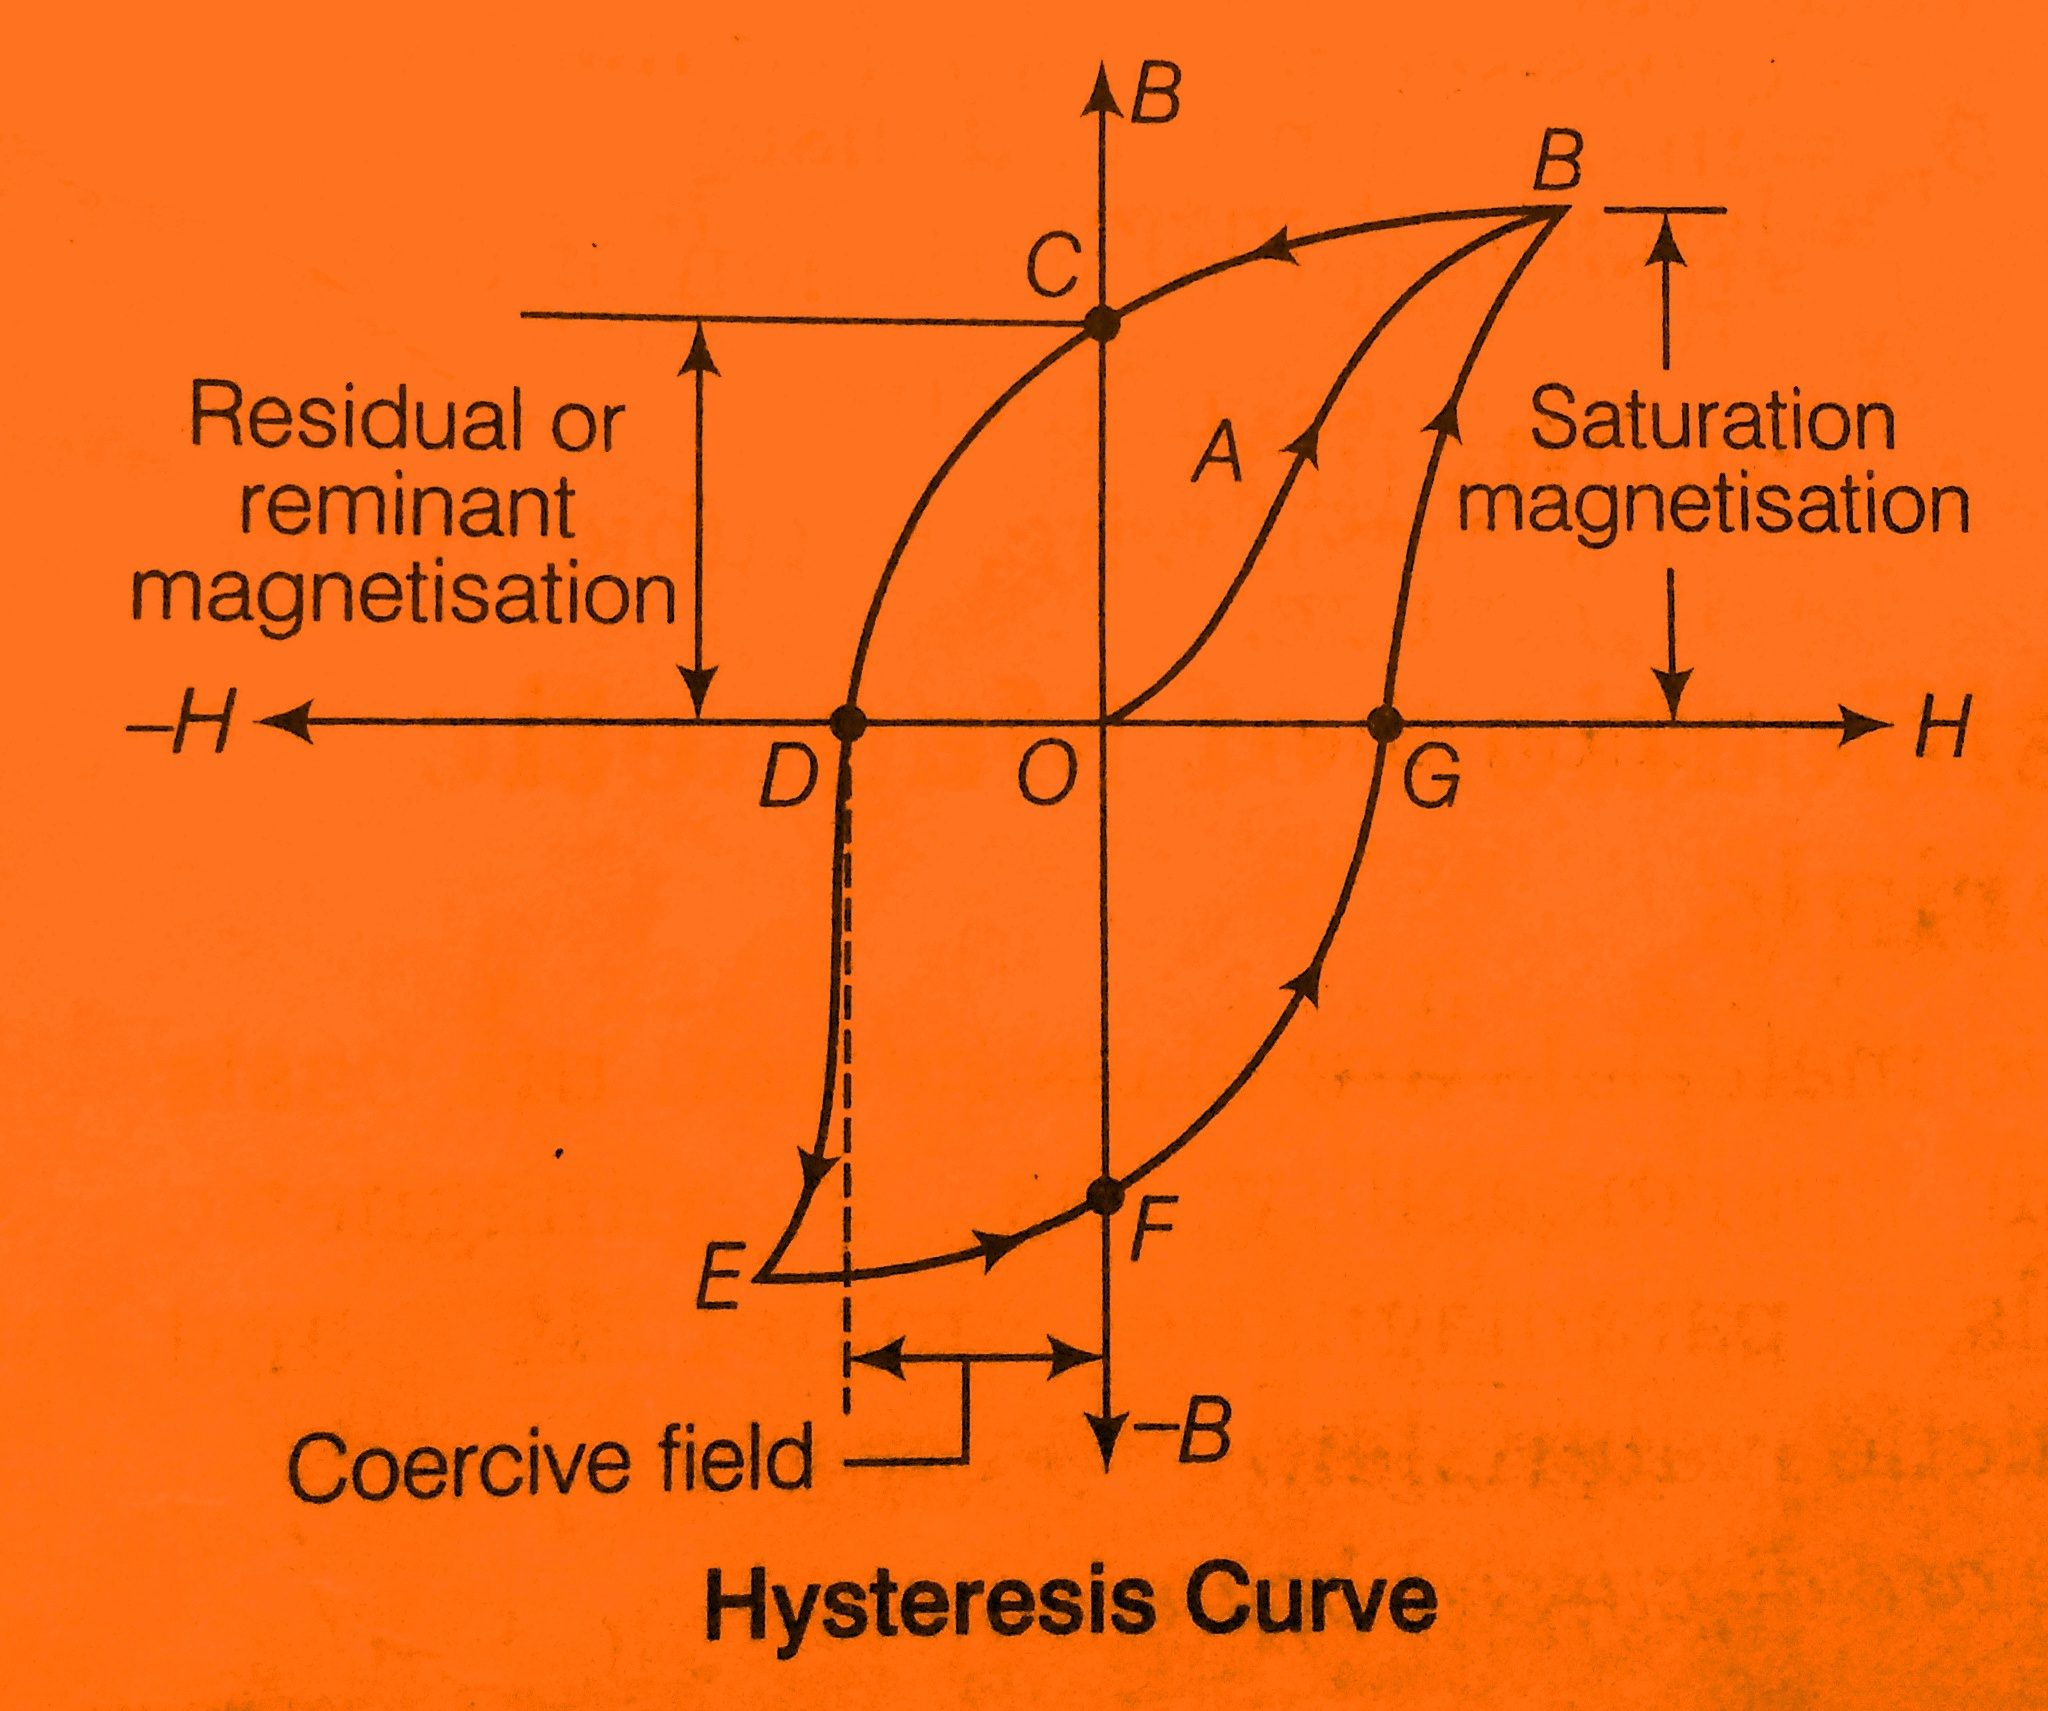 B
B
C
Residual or
reminant
magnetisation
A
Saturation
magnetisation
–H
D
O
G
H
E
F
Coercive field
–B
Hysteresis Curve